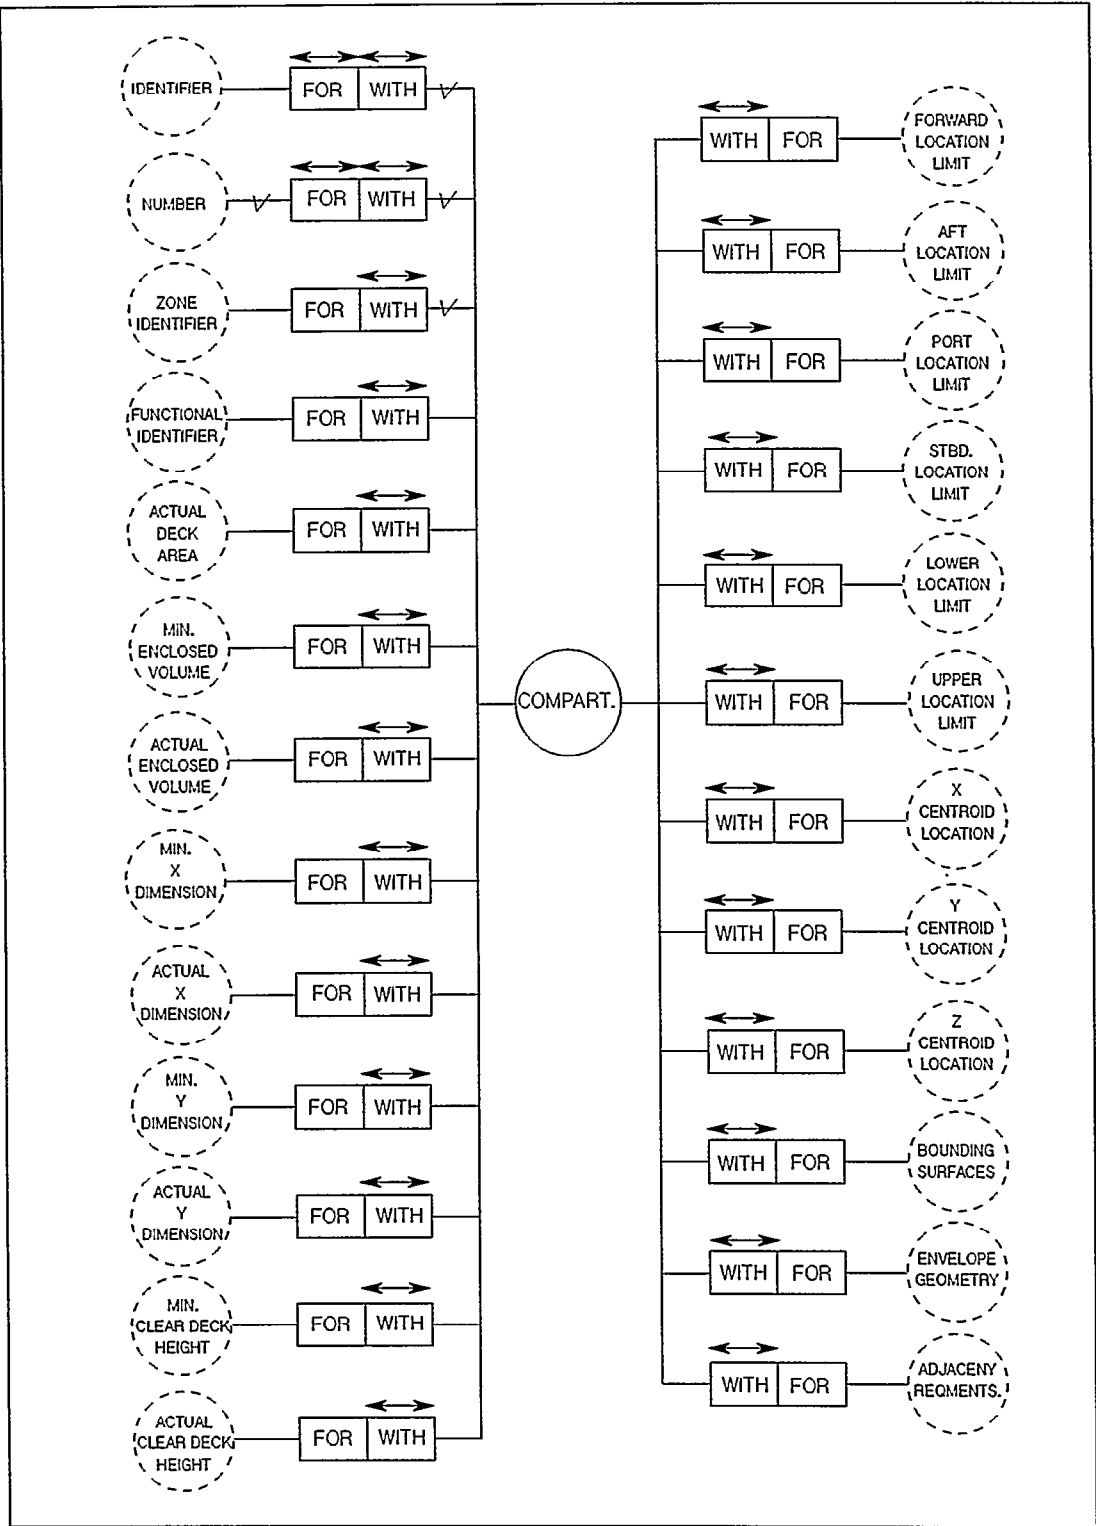 IDENTIFIER
FOR WITH
NUMBER
FOR WITH
ZONE
IDENTIFIER
FOR WITH
FUNCTIONAL
IDENTIFIER
FOR WITH
ACTUAL
DECK
AREA
FOR WITH
MIN.
ENCLOSED
VOLUME
FOR WITH
ACTUAL
ENCLOSED
VOLUME
FOR WITH
MIN.
X
DIMENSION
FOR WITH
ACTUAL
X
DIMENSION
FOR WITH
MIN.
Y
DIMENSION
FOR WITH
ACTUAL
Y
DIMENSION
FOR WITH
MIN.
CLEAR DECK
HEIGHT
FOR WITH
ACTUAL
CLEAR DECK
HEIGHT
FOR WITH
COMPART.
WITH FOR
FORWARD
LOCATION
LIMIT
WITH FOR
AFT
LOCATION
LIMIT
WITH FOR
PORT
LOCATION
LIMIT
WITH FOR
STBD.
LOCATION
LIMIT
WITH FOR
LOWER
LOCATION
LIMIT
WITH FOR
UPPER
LOCATION
LIMIT
WITH FOR
X
CENTROID
LOCATION
WITH FOR
Y
CENTROID
LOCATION
WITH FOR
Z
CENTROID
LOCATION
WITH FOR
BOUNDING
SURFACES
WITH FOR
ENVELOPE
GEOMETRY
WITH FOR
ADJACENY
REQMENTS.